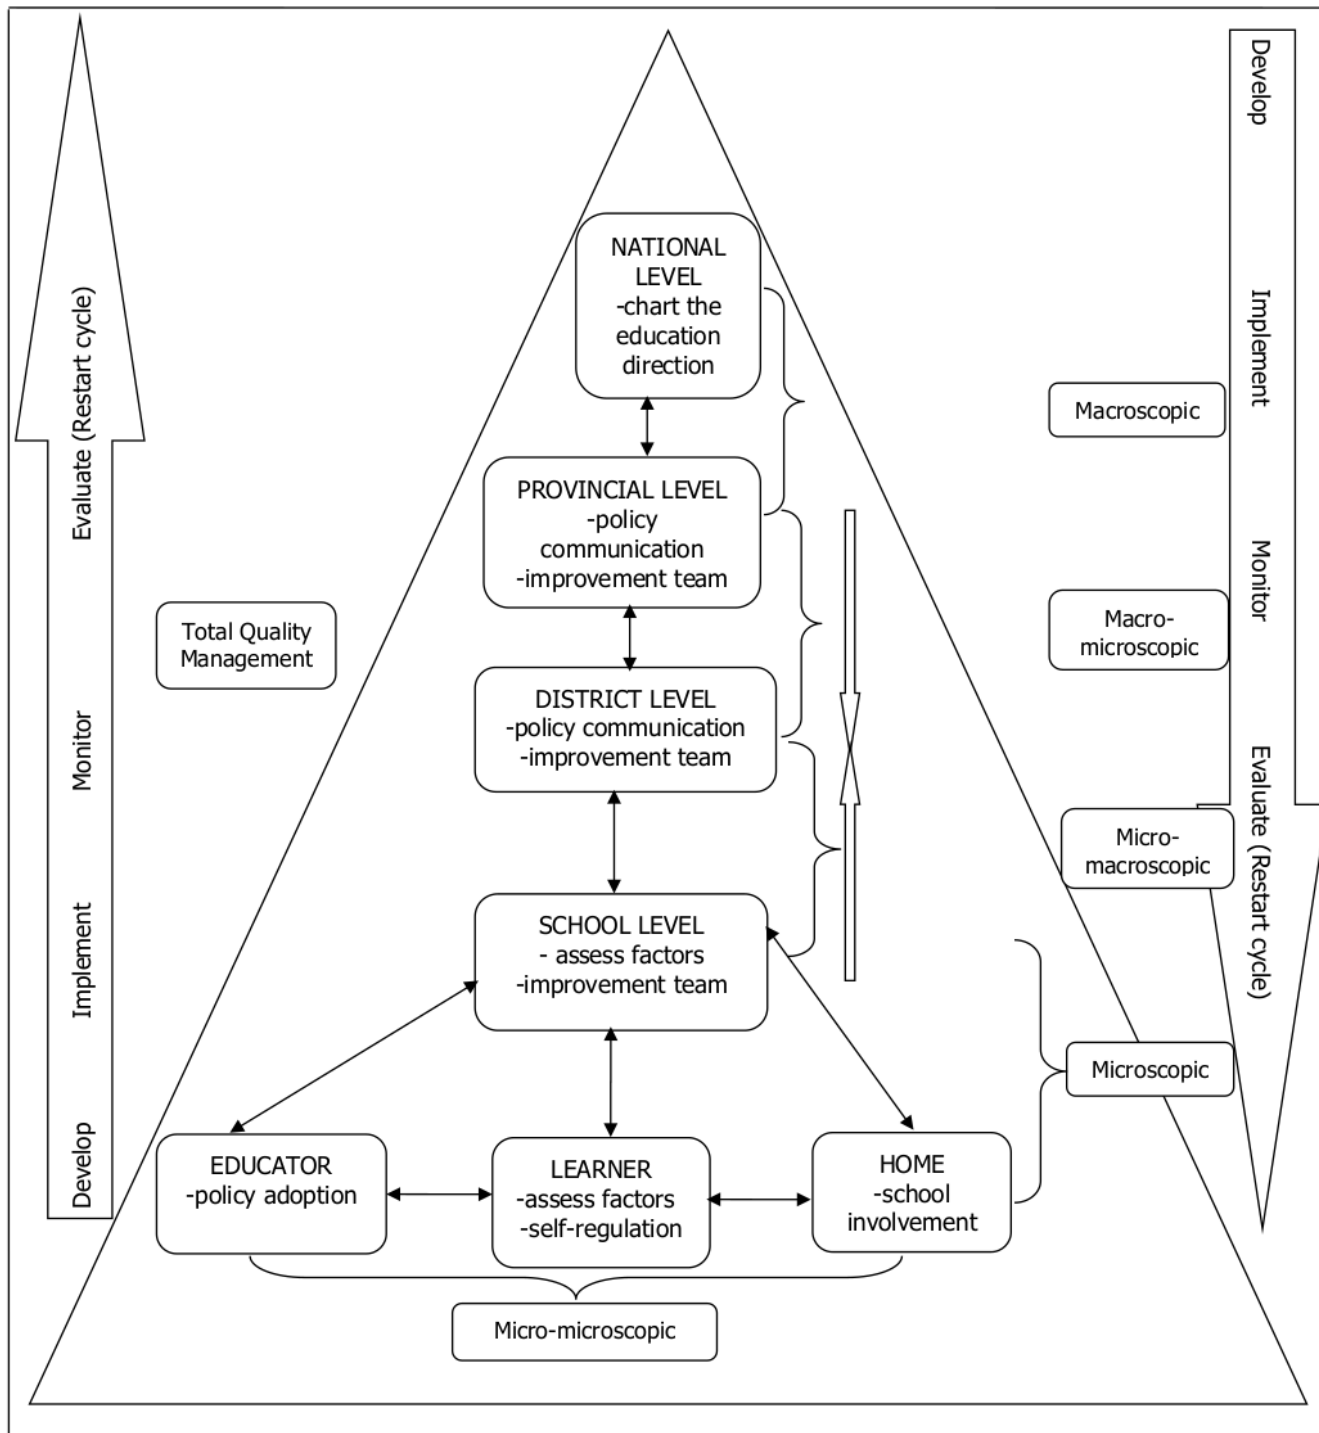 Develop
Implement
Monitor
Evaluate (Restart cycle)
NATIONAL
LEVEL
-chart the
education
direction
Macroscopic
PROVINCIAL LEVEL
-policy
communication
-improvement team
Total Quality
Management
Macro-
microscopic
DISTRICT LEVEL
-policy communication
-improvement team
Micro-
macroscopic
SCHOOL LEVEL
- assess factors
-improvement team
Microscopic
EDUCATOR
-policy adoption
LEARNER
-assess factors
-self-regulation
HOME
-school
involvement
Micro-microscopic
Develop
Implement
Monitor
Evaluate (Restart cycle)